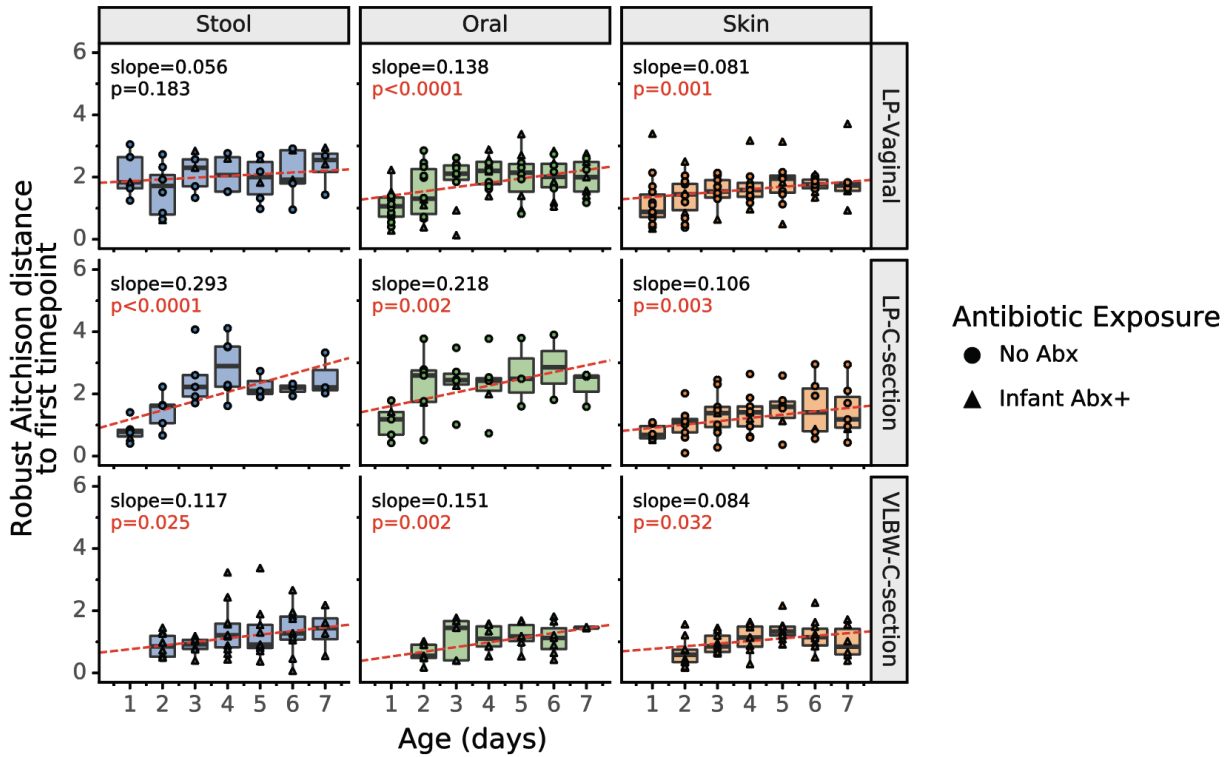 Stool
Oral
Skin
Robust Aitchison distance
to first timepoint
6
4
2
0
slope=0.056
p=0.183
slope=0.138
p<0.0001
slope=0.081
p=0.001
LP-Vaginal
6
4
2
0
slope=0.293
p<0.0001
slope=0.218
p=0.002
slope=0.106
p=0.003
LP-C-section
6
4
2
0
slope=0.117
p=0.025
slope=0.151
p=0.002
slope=0.084
p=0.032
VLBW-C-section
1 2 3 4 5 6 7
1 2 3 4 5 6 7
1 2 3 4 5 6 7
Age (days)
Antibiotic Exposure
No Abx
Infant Abx+